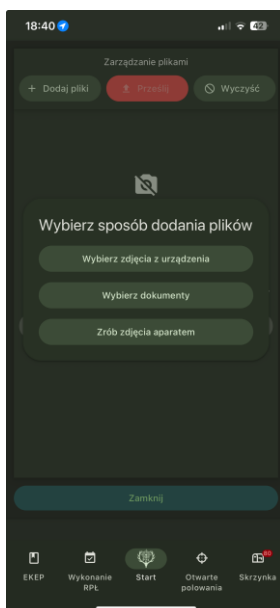 18:40
42
Zarządzanie plikami
+ Dodaj pliki
Prześlij
Wyczyść
Wybierz sposób dodania plików
Wybierz zdjęcia z urządzenia
Wybierz dokumenty
Zrób zdjęcia aparatem
Zamknij
EKEP
Wykonanie RPŁ
Start
Otwarte polowania
80
Skrzynka